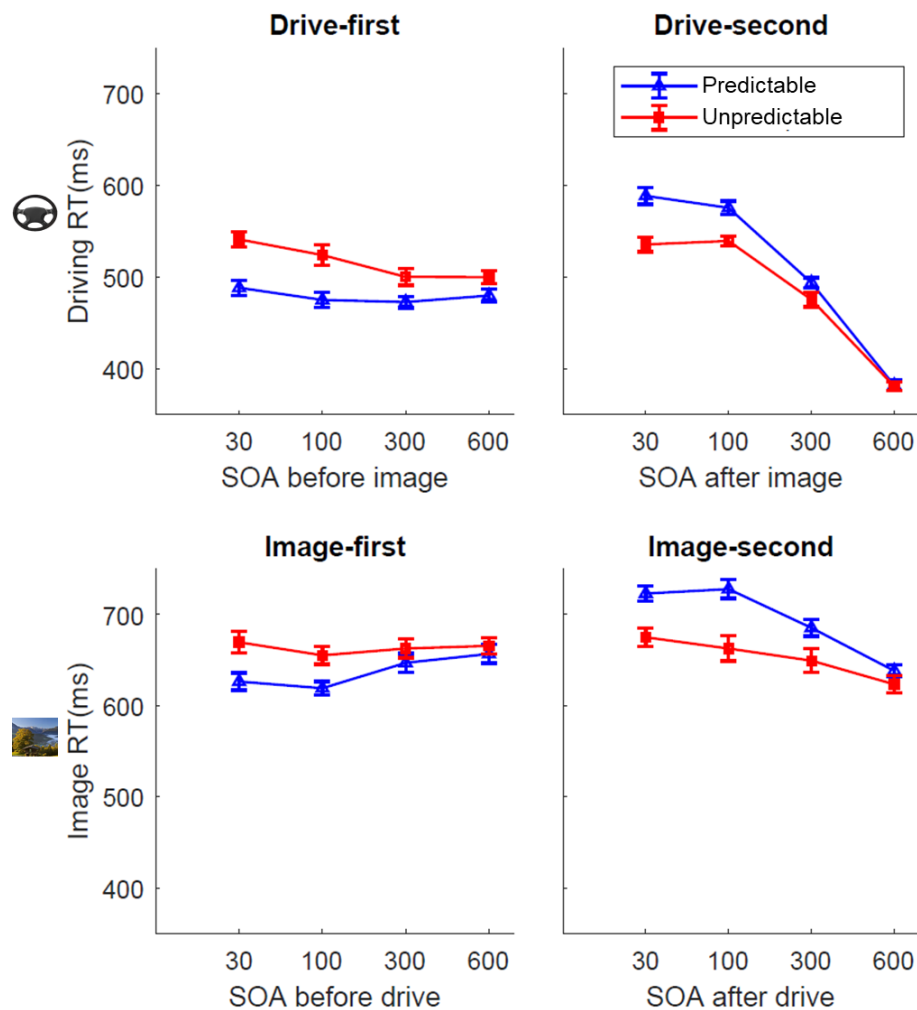 Drive-first
Drive-second
Predictable
Unpredictable
Driving RT(ms)
700
600
500
400
30 100 300 600
30 100 300 600
SOA before image
SOA after image
Image-first
Image-second
Image RT(ms)
700
600
500
400
30 100 300 600
30 100 300 600
SOA before drive
SOA after drive